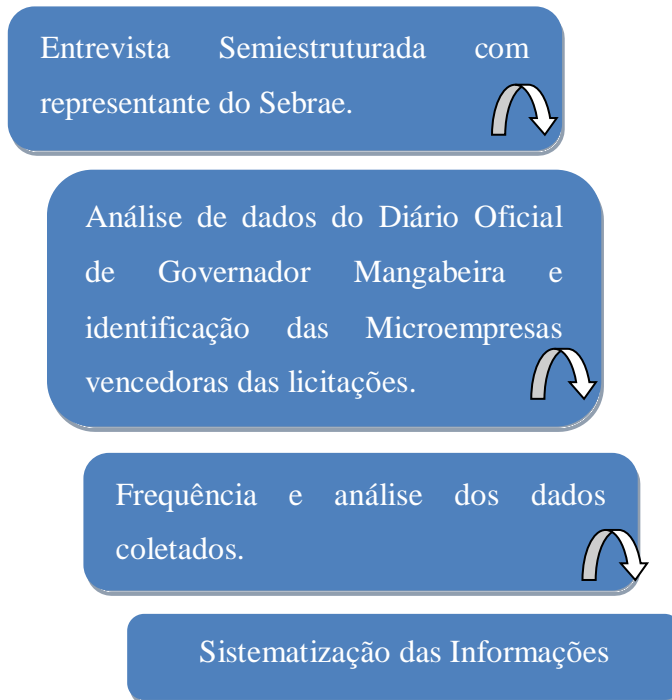 Entrevista Semiestruturada com
representante do Sebrae.
Análise de dados do Diário Oficial
de Governador Mangabeira e
identificação das Microempresas
vencedoras das licitações.
Frequência e análise dos dados
coletados.
Sistematização das Informações